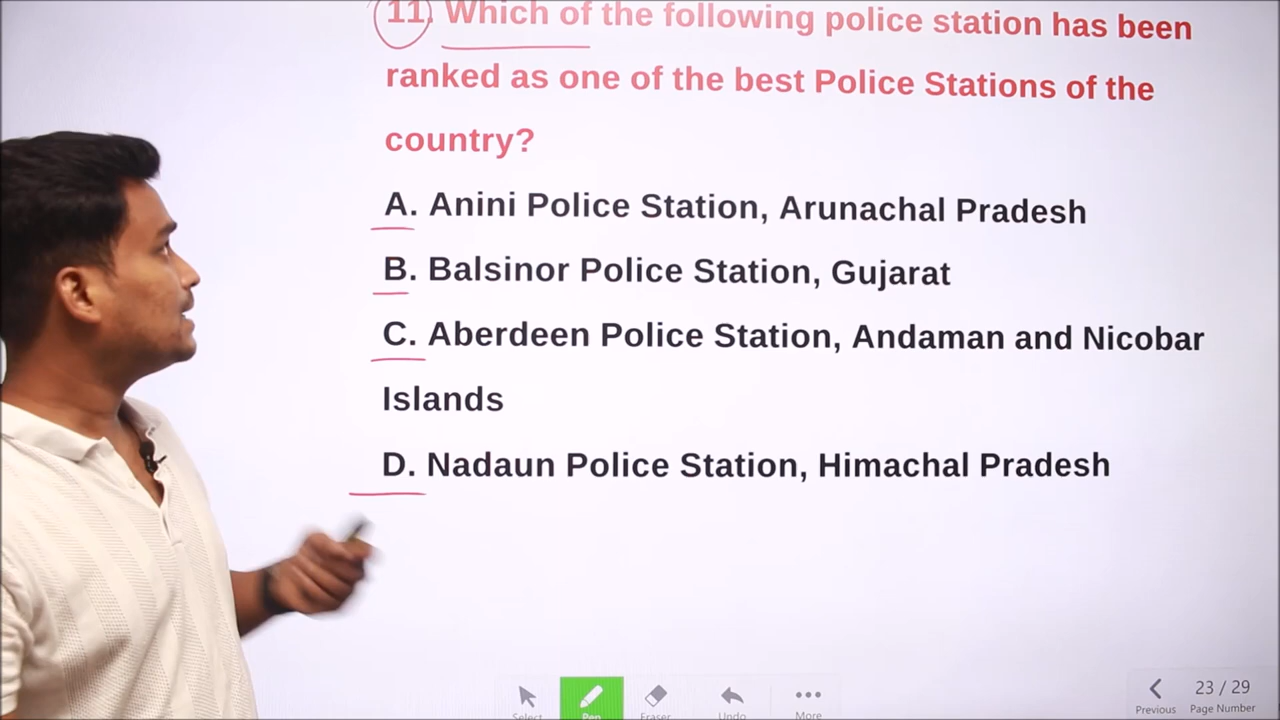 11. Which of the following police station has been
ranked as one of the best Police Stations of the
country?
A. Anini Police Station, Arunachal Pradesh
B. Balsinor Police Station, Gujarat
C. Aberdeen Police Station, Andaman and Nicobar
Islands
D. Nadaun Police Station, Himachal Pradesh
Select
Pen
Eraser
Undo
More
23 / 29
Previous
Page Number